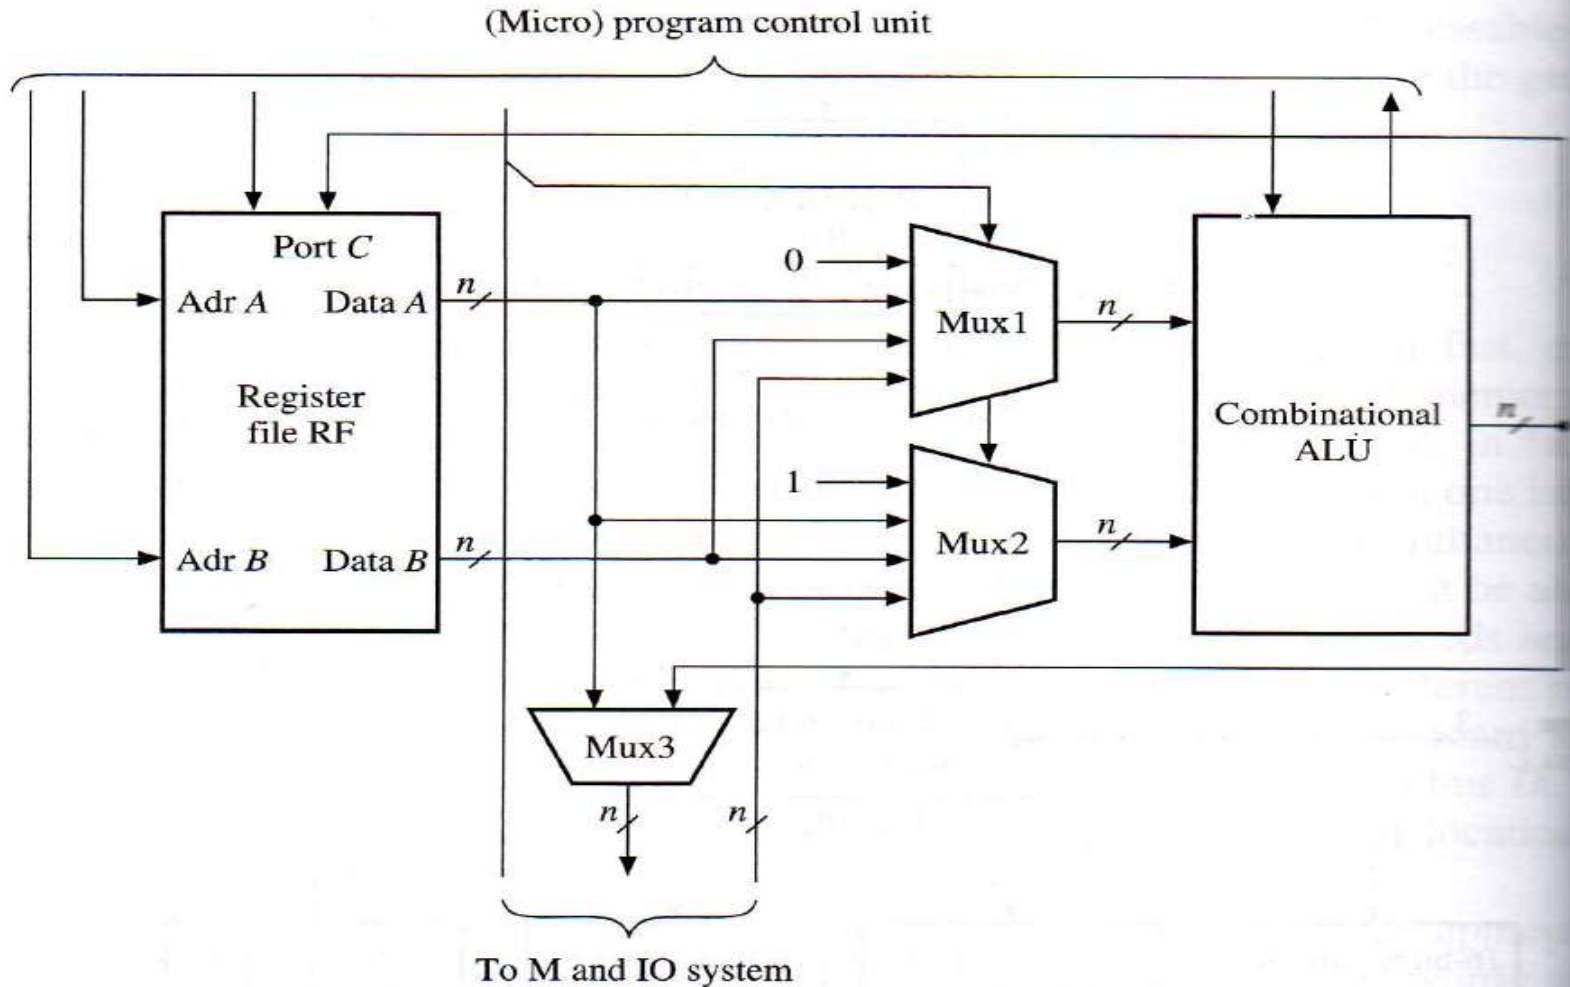 (Micro) program control unit
Port C
Adr A
Data A
n
0
Mux1
n
Register
file RF
Combinational
ALU
n
1
Mux2
n
Adr B
Data B
n
Mux3
n
n
To M and IO system